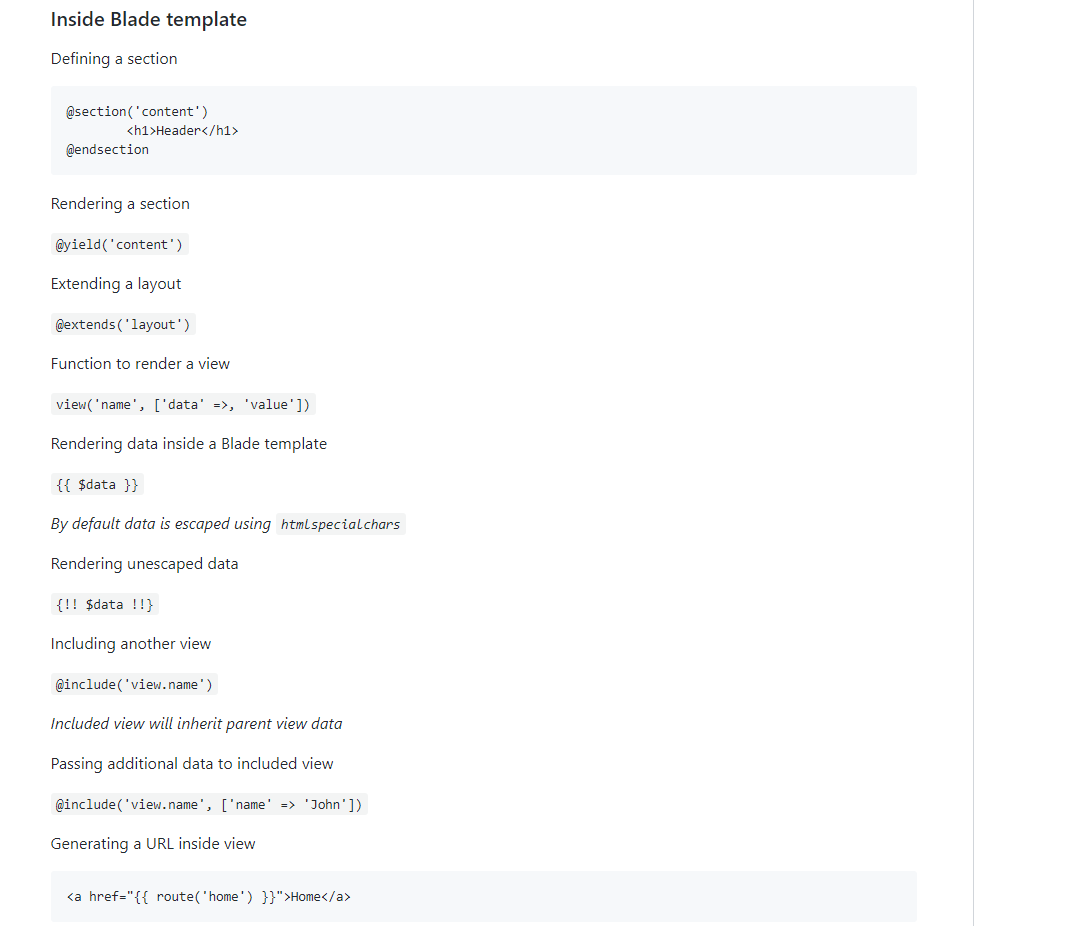 Inside Blade template
Defining a section
@section('content')
        <h1>Header</h1>
@endsection
Rendering a section
@yield('content')
Extending a layout
@extends('layout')
Function to render a view
view('name', ['data' =>, 'value'])
Rendering data inside a Blade template
{{ $data }}
By default data is escaped using htmlspecialchars
Rendering unescaped data
{!! $data !!}
Including another view
@include('view.name')
Included view will inherit parent view data
Passing additional data to included view
@include('view.name', ['name' => 'John'])
Generating a URL inside view
<a href="{{ route('home') }}">Home</a>